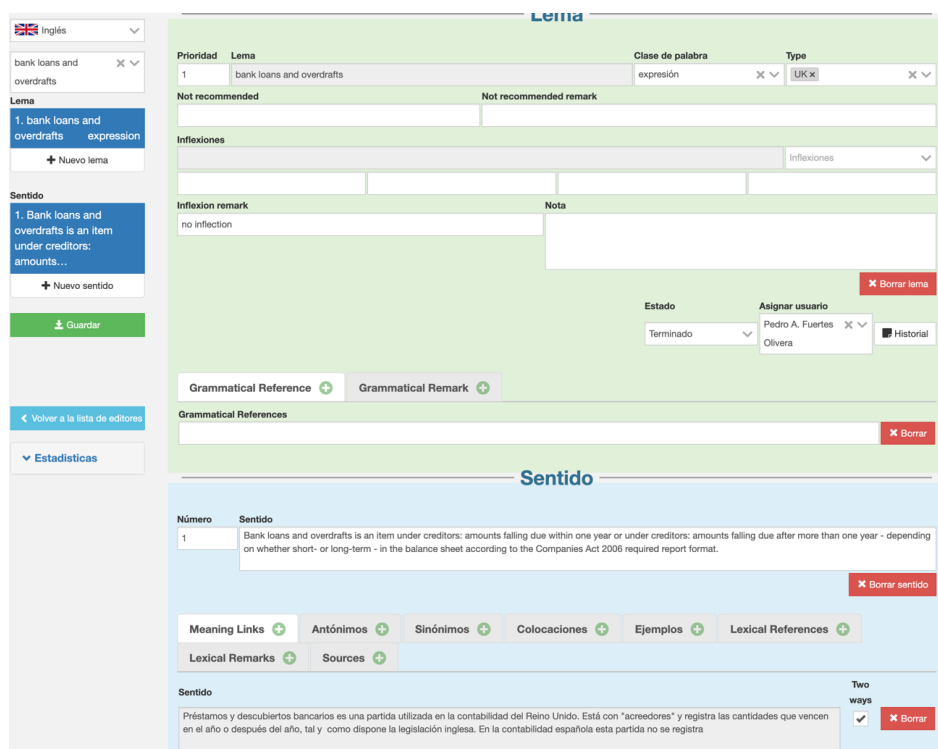 Lema
Inglés
bank loans and
overdrafts
Lema
1. bank loans and
overdrafts expression
+ Nuevo lema
Sentido
1. Bank loans and
overdrafts is an item
under creditors:
amounts...
+ Nuevo sentido
Guardar
Volver a la lista de editores
Estadisticas
Prioridad Lema Clase de palabra Type
1 bank loans and overdrafts expresión UK ×
Not recommended Not recommended remark
Inflexiones
Inflexiones
Inflexion remark Nota
no inflection
Borrar lema
Estado Asignar usuario
Terminado Pedro A. Fuertes Historial
Olivera
Grammatical Reference Grammatical Remark
Grammatical References
Borrar
Sentido
Número Sentido
1 Bank loans and overdrafts is an item under creditors: amounts falling due within one year or under creditors: amounts falling due after more than one year - depending
on whether short- or long-term - in the balance sheet according to the Companies Act 2006 required report format.
Borrar sentido
Meaning Links Antónimos Sinónimos Colocaciones Ejemplos Lexical References
Lexical Remarks Sources
Sentido Two
ways
Préstamos y descubiertos bancarios es una partida utilizada en la contabilidad del Reino Unido. Está con "acreedores" y registra las cantidades que vencen
en el año o después del año, tal y como dispone la legislación inglesa. En la contabilidad española esta partida no se registra
Borrar